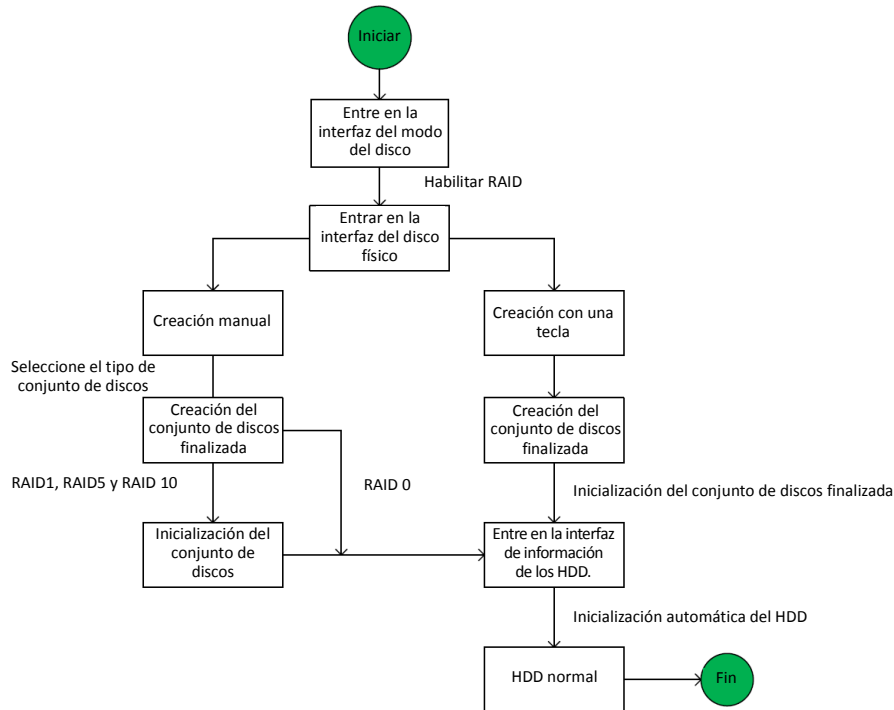 Iniciar
Entre en la
interfaz del modo
del disco
Habilitar RAID
Entrar en la
interfaz del disco
físico
Creación manual
Creación con una
tecla
Seleccione el tipo de
conjunto de discos
Creación del
conjunto de discos
finalizada
Creación del
conjunto de discos
finalizada
RAID1, RAID5 y RAID 10
RAID 0
Inicialización del conjunto de discos finalizada
Inicialización del
conjunto de
discos
Entre en la interfaz
de información
de los HDD.
Inicialización automática del HDD
HDD normal
Fin